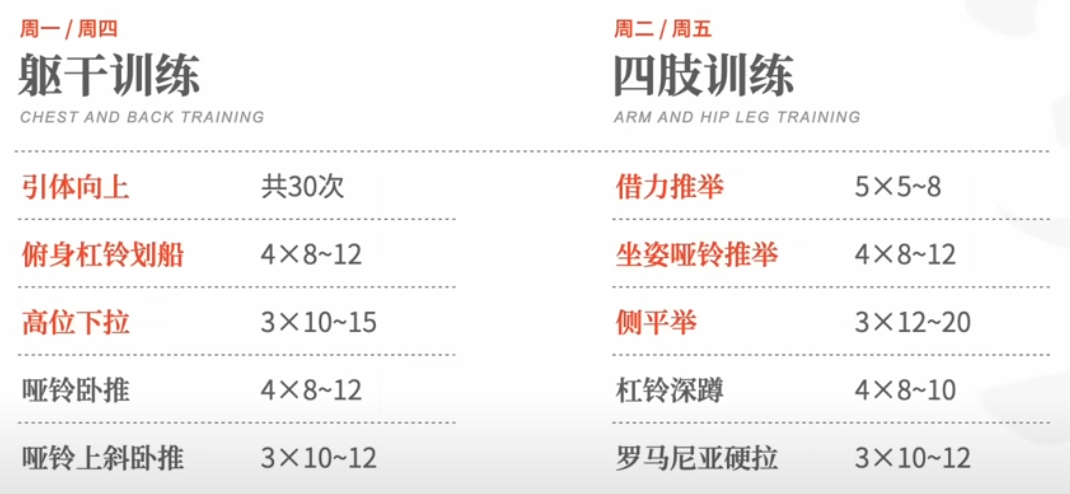 周一 / 周四
躯干训练
CHEST AND BACK TRAINING
引体向上 共30次
俯身杠铃划船 4×8~12
高位下拉 3×10~15
哑铃卧推 4×8~12
哑铃上斜卧推 3×10~12
周二 / 周五
四肢训练
ARM AND HIP LEG TRAINING
借力推举 5×5~8
坐姿哑铃推举 4×8~12
侧平举 3×12~20
杠铃深蹲 4×8~10
罗马尼亚硬拉 3×10~12